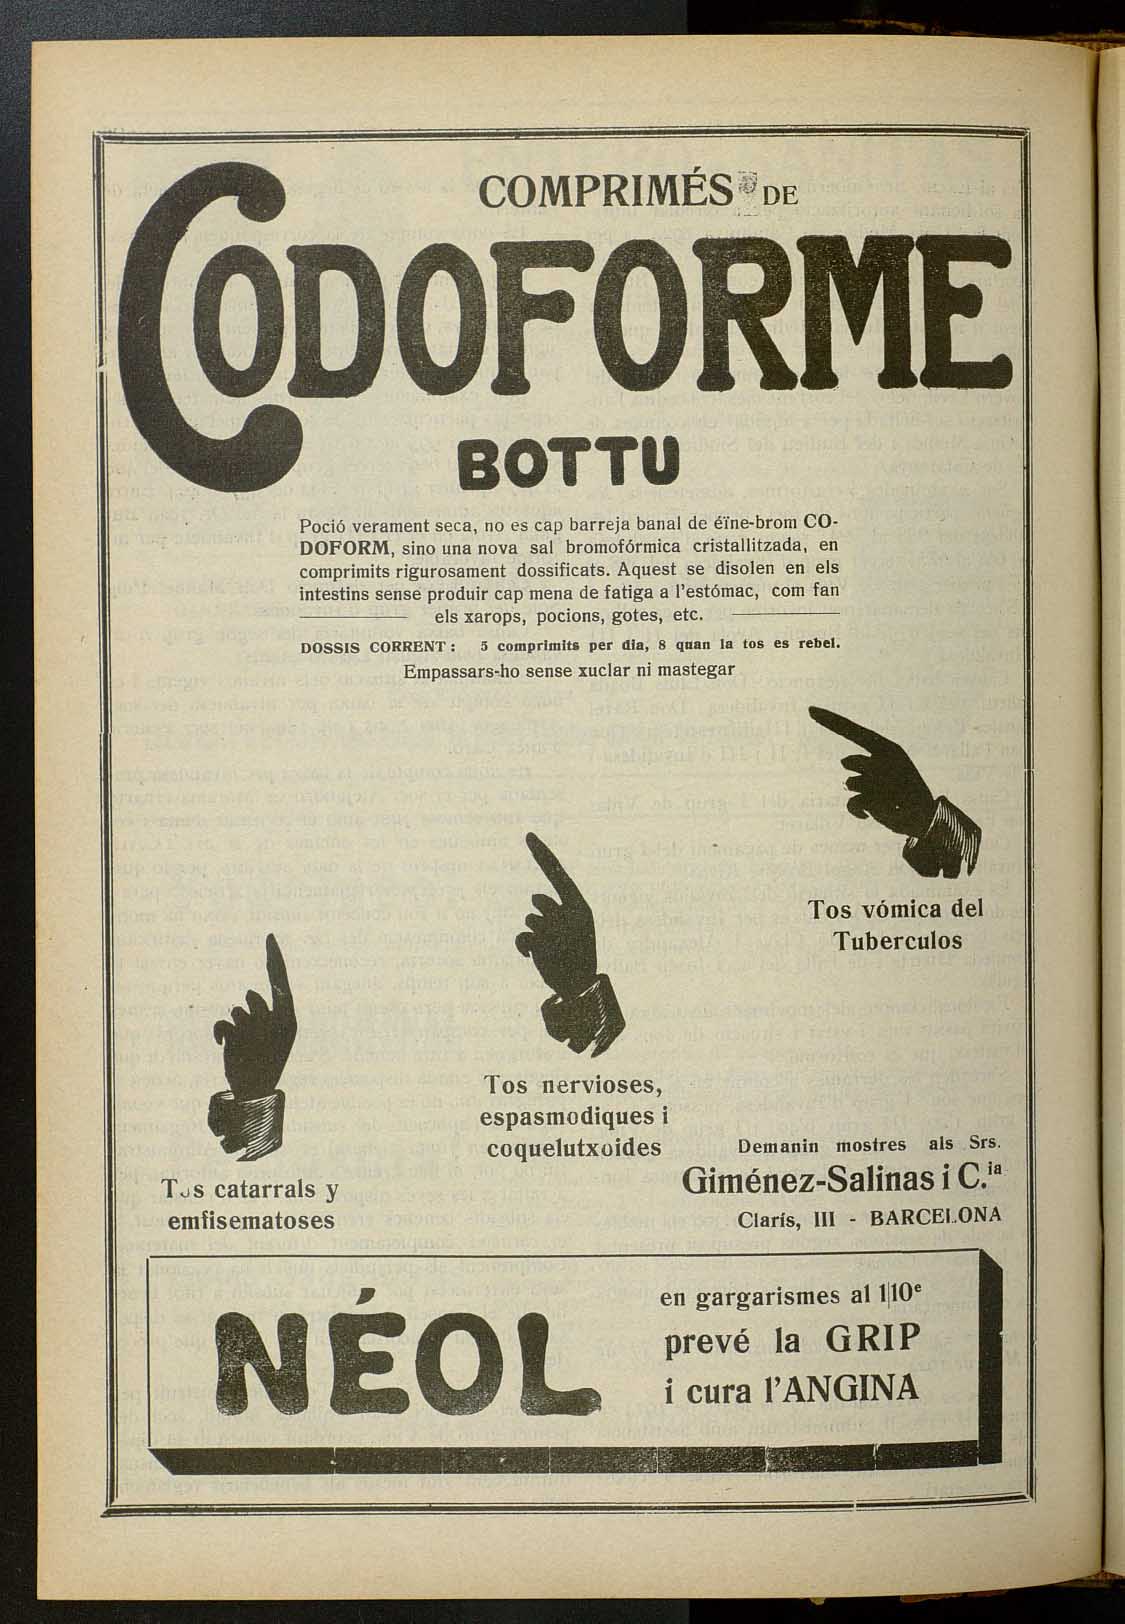 COMPRIMÉS DE
CODOFORME
BOTTU
Poció verament seca, no es cap barreja banal de éïne-brom CO-
DOFORM, sino una nova sal bromofórmica cristallitzada, en
comprimits rigurosament dossificats. Aquest se disolen en els
intestins sense produir cap mena de fatiga a l'estómac, com fan
els xarops, pocions, gotes, etc.
DOSSIS CORRENT: 5 comprimits per dia, 8 quan la tos es rebel.
Empassars-ho sense xuclar ni mastegar
Tos vómica del
Tuberculos
Tos nervioses,
espasmodiques i
coquelutxoides
Tos catarrals y
emfisematoses
Demanin mostres als Srs.
Giménez-Salinas i C.ia
Claris, III - BARCELONA
NÉOL
en gargarismes al 1|10e
prevé la GRIP
i cura l'ANGINA